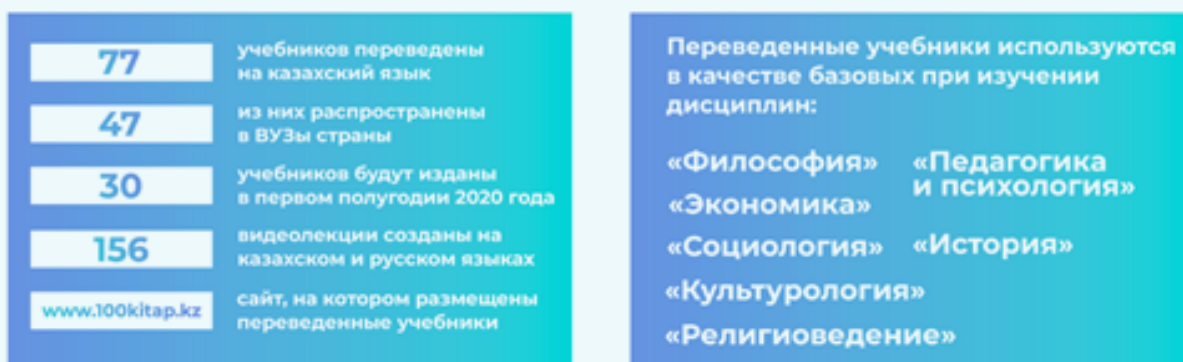 77
учебников переведены
на казахский язык
47
из них распространены
в ВУЗы страны
30
учебников будут изданы
в первом полугодии 2020 года
156
видеолекции созданы на
казахском и русском языках
www.100kitap.kz
сайт, на котором размещены
переведенные учебники
Переведенные учебники используются
в качестве базовых при изучении
дисциплин:
«Философия»
«Экономика»
«Социология»
«Культурология»
«Религиоведение»
«Педагогика
и психология»
«История»